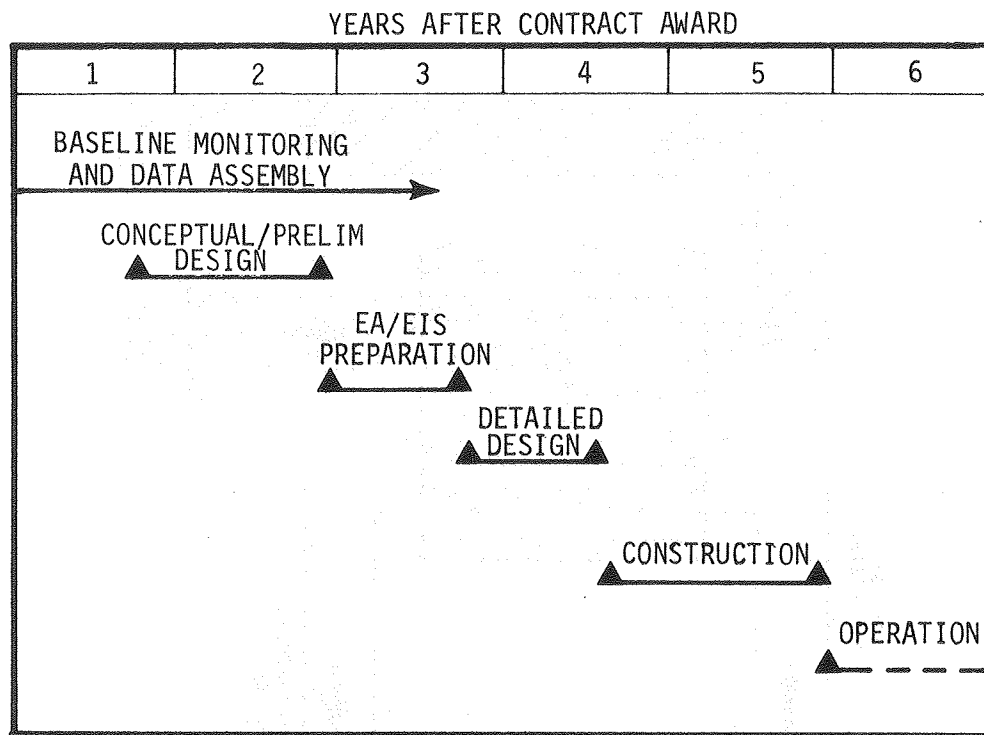 YEARS AFTER CONTRACT AWARD
1 2 3 4 5 6
BASELINE MONITORING
AND DATA ASSEMBLY
CONCEPTUAL/PRELIM
DESIGN
EA/EIS
PREPARATION
DETAILED
DESIGN
CONSTRUCTION
OPERATION